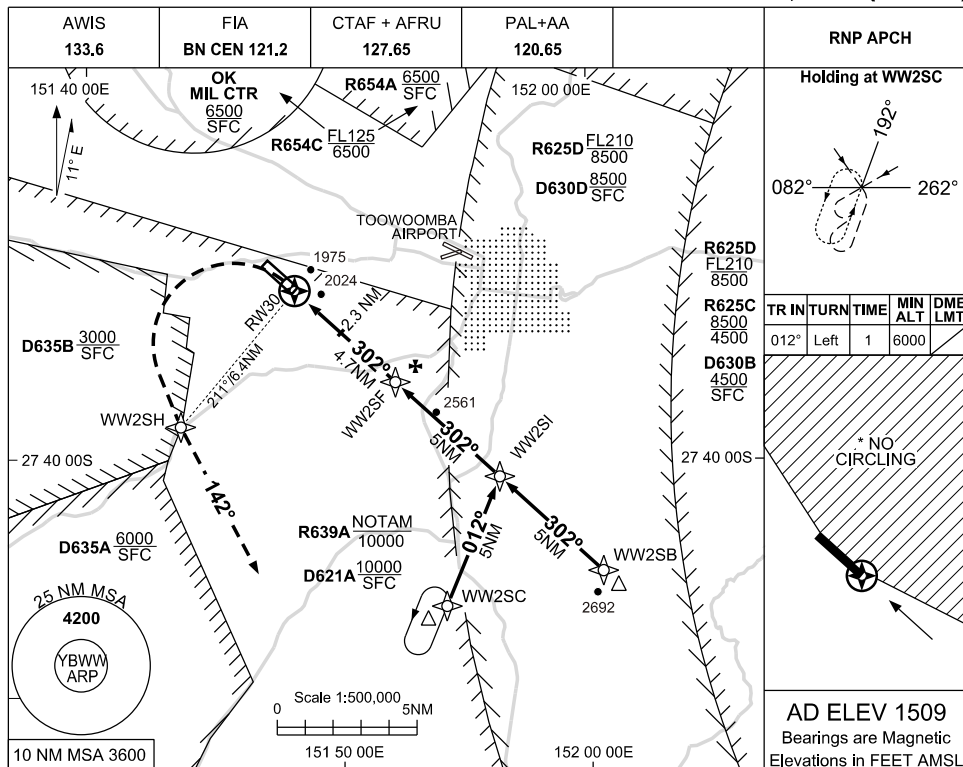 AWIS
133.6
FIA
BN CEN 121.2
CTAF + AFRU
127.65
PAL+AA
120.65
RNP APCH
151 40 00E
OK
MIL CTR
6500
SFC
R654A 6500
SFC
152 00 00E
R654C FL125
6500
11° E
R625D FL210
8500
D630D 8500
SFC
TOOWOOMBA
AIRPORT
1975
2024
RW30
2.3 NM
302°
4.7NM
D635B 3000
SFC
211°/6.4NM
WW2SF
2561
WW2SH
302°
5NM
WW2SI
27 40 00S
27 40 00S
142°
012°
5NM
302°
5NM
R639A NOTAM
10000
D635A 6000
SFC
D621A 10000
SFC
WW2SB
2692
WW2SC
25 NM MSA
4200
YBWW
ARP
10 NM MSA 3600
Scale 1:500,000
0
5NM
151 50 00E
152 00 00E
R625D
FL210
8500
R625C
8500
4500
D630B
4500
SFC
Holding at WW2SC
192°
082°
262°
TR IN TURN TIME MIN ALT DME LMT
012° Left 1 6000
* NO
CIRCLING
AD ELEV 1509
Bearings are Magnetic
Elevations in FEET AMSL